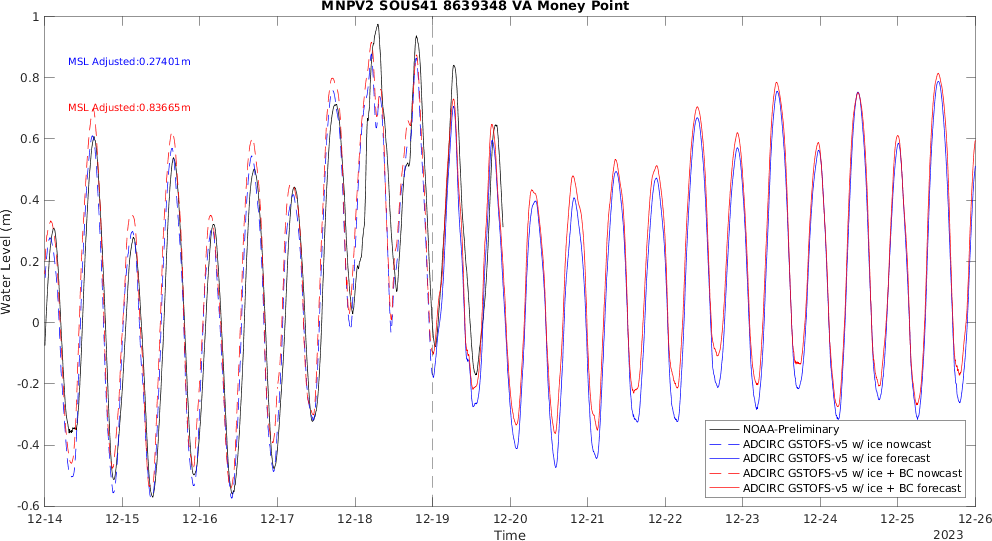 MNPV2 SOUS41 8639348 VA Money Point
MSL Adjusted:0.27401m
MSL Adjusted:0.83665m
Water Level (m)
1
0.8
0.6
0.4
0.2
0
-0.2
-0.4
-0.6
NOAA-Preliminary
ADCIRC GSTOFS-v5 w/ ice nowcast
ADCIRC GSTOFS-v5 w/ ice forecast
ADCIRC GSTOFS-v5 w/ ice + BC nowcast
ADCIRC GSTOFS-v5 w/ ice + BC forecast
12-14 12-15 12-16 12-17 12-18 12-19 12-20 12-21 12-22 12-23 12-24 12-25 12-26
Time
2023